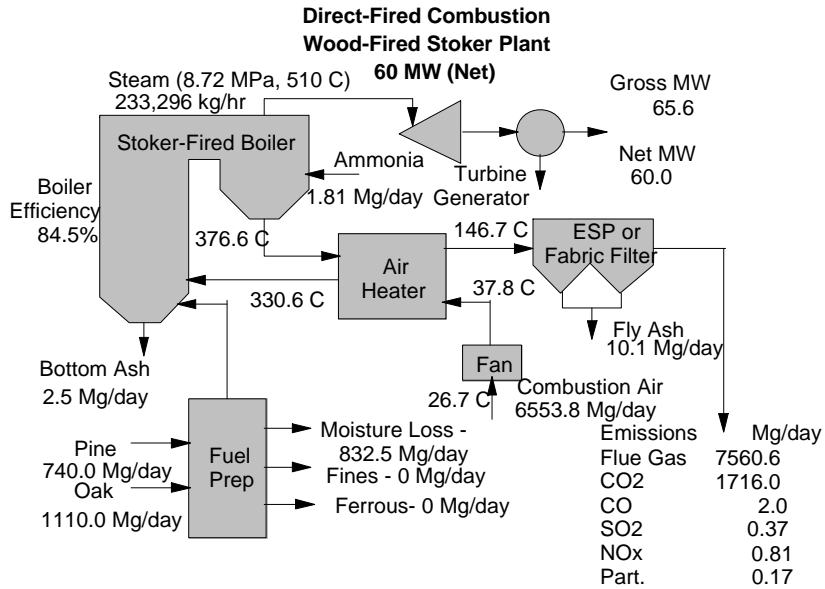 Direct-Fired Combustion
Wood-Fired Stoker Plant
60 MW (Net)
Steam (8.72 MPa, 510 C)
233,296 kg/hr
Gross MW
65.6
Stoker-Fired Boiler
Net MW
60.0
Ammonia
1.81 Mg/day
Turbine
Generator
Boiler
Efficiency
84.5%
376.6 C
146.7 C
ESP or
Fabric Filter
Air
Heater
330.6 C
37.8 C
Fly Ash
10.1 Mg/day
Bottom Ash
2.5 Mg/day
Fan
26.7 C
Combustion Air
6553.8 Mg/day
Pine
740.0 Mg/day
Oak
1110.0 Mg/day
Fuel
Prep
Moisture Loss -
832.5 Mg/day
Fines - 0 Mg/day
Ferrous- 0 Mg/day
Emissions Mg/day
Flue Gas 7560.6
CO2 1716.0
CO 2.0
SO2 0.37
NOx 0.81
Part. 0.17